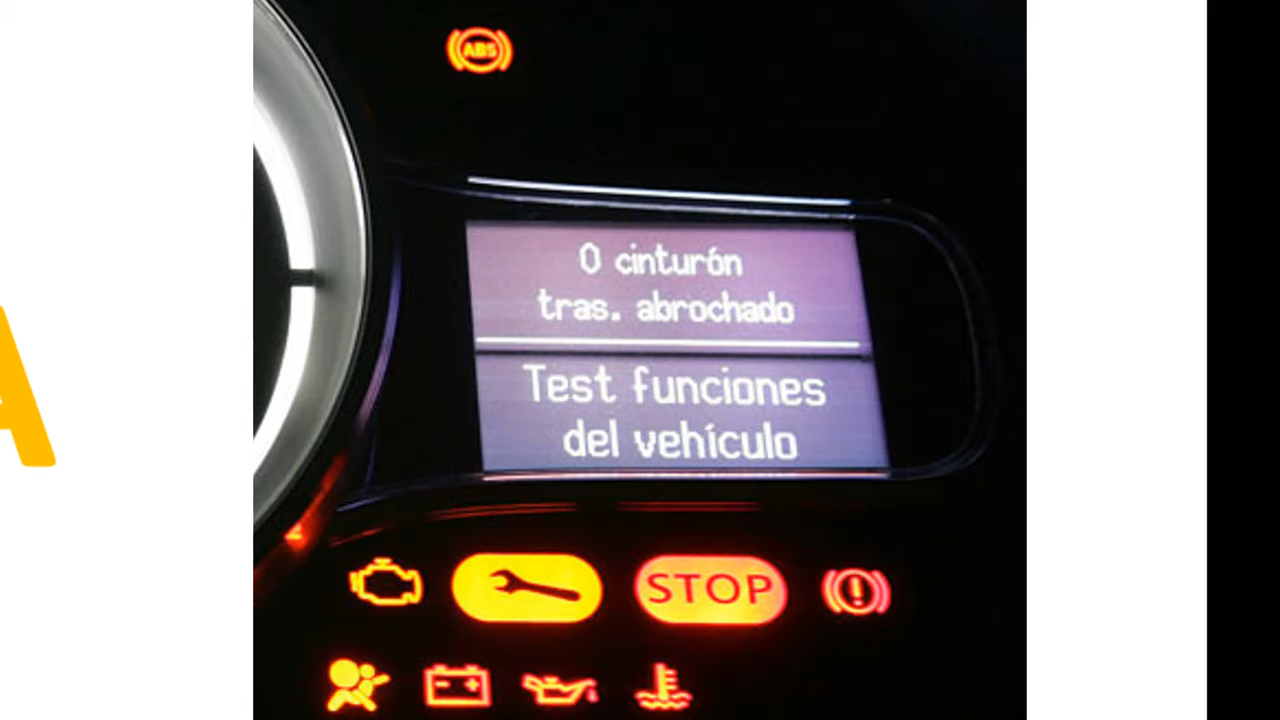 ABS
0 cinturón
tras. abrochado
Test funciones
del vehículo
STOP
A